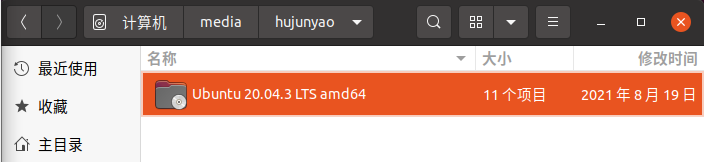 计算机 media hujunyao
最近使用
收藏
主目录
名称 大小 修改时间
Ubuntu 20.04.3 LTS amd64 11 个项目 2021 年 8 月 19 日